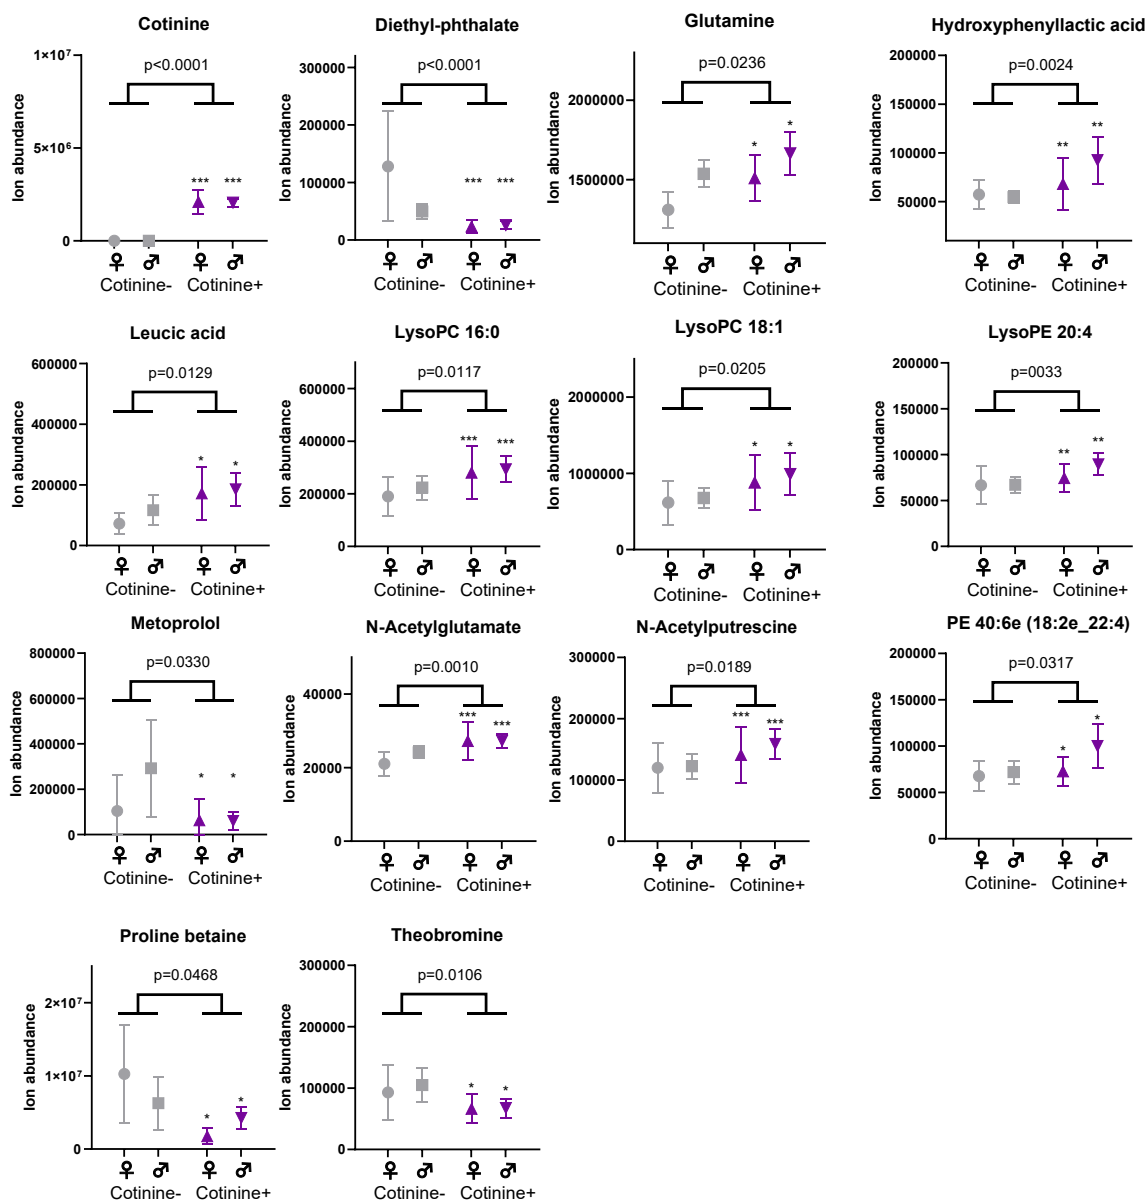 Cotinine
Ion abundance
1×10⁷
5×10⁶
0
p<0.0001
*** ***
♀ ♂ ♀ ♂
Cotinine- Cotinine+
Diethyl-phthalate
Ion abundance
300000
200000
100000
0
p<0.0001
*** ***
♀ ♂ ♀ ♂
Cotinine- Cotinine+
Glutamine
Ion abundance
2000000
1500000
p=0.0236
* *
♀ ♂ ♀ ♂
Cotinine- Cotinine+
Hydroxyphenyllactic acid
Ion abundance
200000
150000
100000
50000
p=0.0024
** **
♀ ♂ ♀ ♂
Cotinine- Cotinine+
Leucic acid
Ion abundance
600000
400000
200000
0
p=0.0129
* *
♀ ♂ ♀ ♂
Cotinine- Cotinine+
LysoPC 16:0
Ion abundance
600000
400000
200000
0
p=0.0117
*** ***
♀ ♂ ♀ ♂
Cotinine- Cotinine+
LysoPC 18:1
Ion abundance
2000000
1000000
0
p=0.0205
* *
♀ ♂ ♀ ♂
Cotinine- Cotinine+
LysoPE 20:4
Ion abundance
200000
150000
100000
50000
0
p=0033
** **
♀ ♂ ♀ ♂
Cotinine- Cotinine+
Metoprolol
Ion abundance
800000
600000
400000
200000
0
p=0.0330
* *
♀ ♂ ♀ ♂
Cotinine- Cotinine+
N-Acetylglutamate
Ion abundance
40000
20000
0
p=0.0010
*** ***
♀ ♂ ♀ ♂
Cotinine- Cotinine+
N-Acetylputrescine
Ion abundance
300000
200000
100000
0
p=0.0189
*** ***
♀ ♂ ♀ ♂
Cotinine- Cotinine+
PE 40:6e (18:2e_22:4)
Ion abundance
200000
150000
100000
50000
0
p=0.0317
* *
♀ ♂ ♀ ♂
Cotinine- Cotinine+
Proline betaine
Ion abundance
2×10⁷
1×10⁷
0
p=0.0468
* *
♀ ♂ ♀ ♂
Cotinine- Cotinine+
Theobromine
Ion abundance
300000
200000
100000
0
p=0.0106
* *
♀ ♂ ♀ ♂
Cotinine- Cotinine+